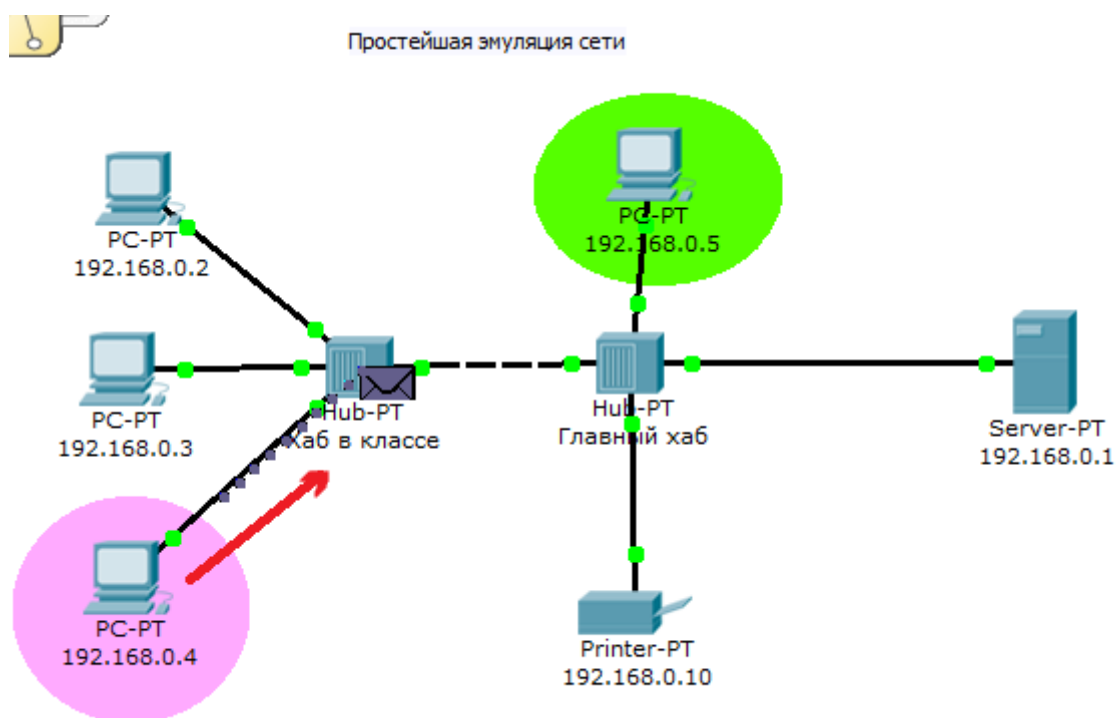 Простейшая эмуляция сети
PC-PT
192.168.0.2
PC-PT
192.168.0.5
PC-PT
192.168.0.3
Hub-PT
Хаб в классе
Hub-PT
Главный хаб
Server-PT
192.168.0.1
PC-PT
192.168.0.4
Printer-PT
192.168.0.10